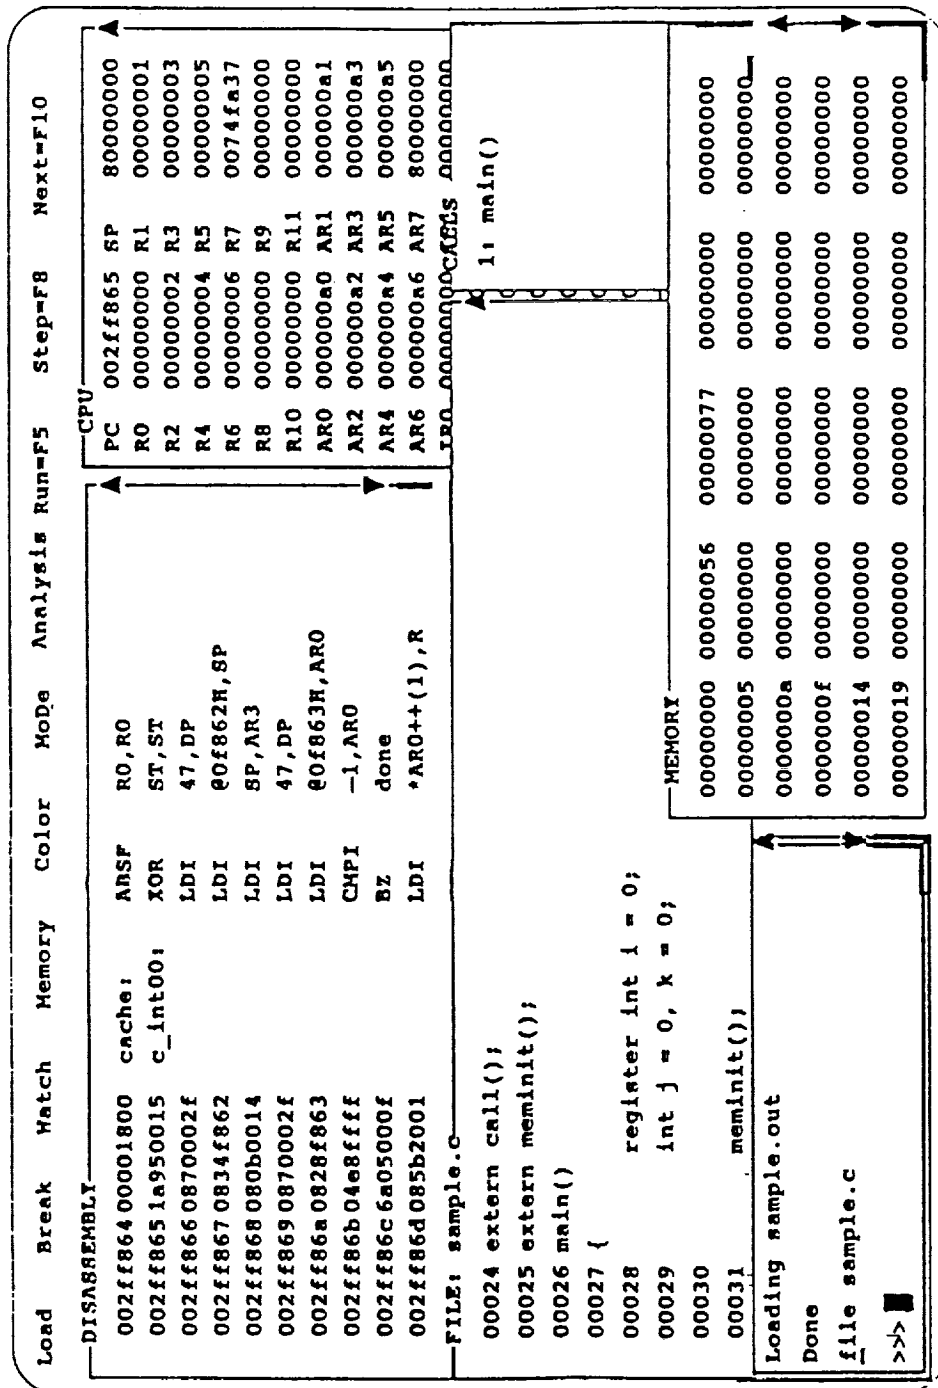 Load Break Watch Memory Color MoDe Analysis Run=F5 Step=F8 Next=F10
DISASSEMBLY
002ff864 00001800 cache: ABSF R0,R0
002ff865 1a950015 c_int00: XOR ST,ST
002ff866 0870002f LDI 47,DP
002ff867 0834f862 LDI @0f862H,SP
002ff868 080b0014 LDI SP,AR3
002ff869 0870002f LDI 47,DP
002ff86a 0828f863 LDI @0f863H,AR0
002ff86b 04e8ffff CMPI -1,AR0
002ff86c 6a05000f BZ done
002ff86d 085b2001 LDI *AR0++(1),R
CPU
PC 002ff865 SP 80000000
R0 00000000 R1 00000001
R2 00000002 R3 00000003
R4 00000004 R5 00000005
R6 00000006 R7 0074fa37
R8 00000000 R9 00000000
R10 00000000 R11 00000000
AR0 000000a0 AR1 000000a1
AR2 000000a2 AR3 000000a3
AR4 000000a4 AR5 000000a5
AR6 000000a6 AR7 80000000
FILE: sample.c
00024 extern call();
00025 extern meminit();
00026 main()
00027 {
00028 register int i = 0;
00029 int j = 0, k = 0;
00030
00031 meminit();
CALLS
1: main()
Loading sample.out
Done
file sample.c
>>>
MEMORY
00000000 00000056 00000077 00000000 00000000
00000005 00000000 00000000 00000000 00000000
0000000a 00000000 00000000 00000000 00000000
0000000f 00000000 00000000 00000000 00000000
00000014 00000000 00000000 00000000 00000000
00000019 00000000 00000000 00000000 00000000